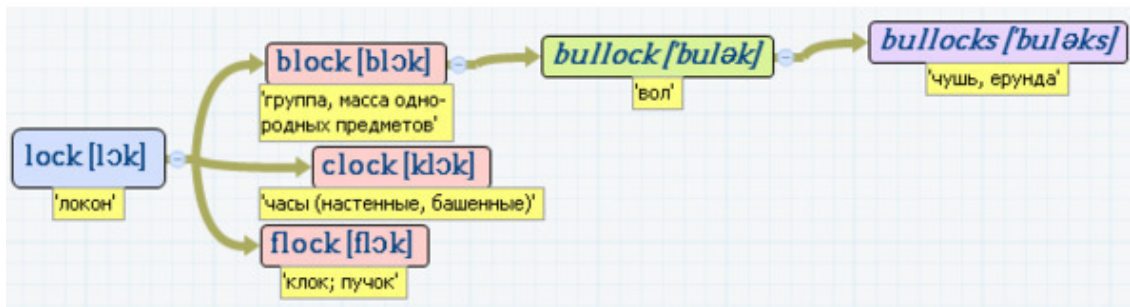 lock [lɔk]
'локон'
block [blɔk]
'группа, масса одно-
родных предметов'
clock [klɔk]
'часы (настенные, башенные)'
flock [flɔk]
'клок; пучок'
bullock ['bulək]
'вол'
bullocks ['buləks]
'чушь, ерунда'